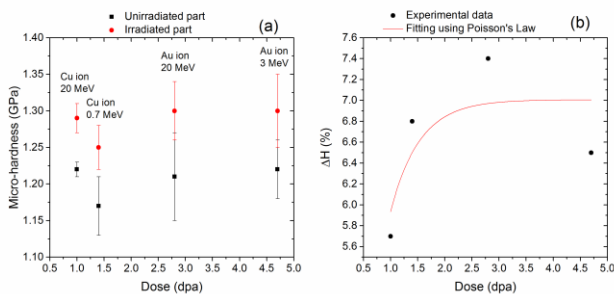 Unirradiated part
Irradiated part
(a)
Cu ion
20 MeV
Cu ion
0.7 MeV
Au ion
20 MeV
Au ion
3 MeV
Micro-hardness (GPa)
1.40
1.35
1.30
1.25
1.20
1.15
1.10
0.0 0.5 1.0 1.5 2.0 2.5 3.0 3.5 4.0 4.5 5.0
Dose (dpa)
Experimental data
Fitting using Poisson's Law
(b)
ΔH (%)
7.6
7.4
7.2
7.0
6.8
6.6
6.4
6.2
6.0
5.8
5.6
0.0 0.5 1.0 1.5 2.0 2.5 3.0 3.5 4.0 4.5 5.0
Dose (dpa)